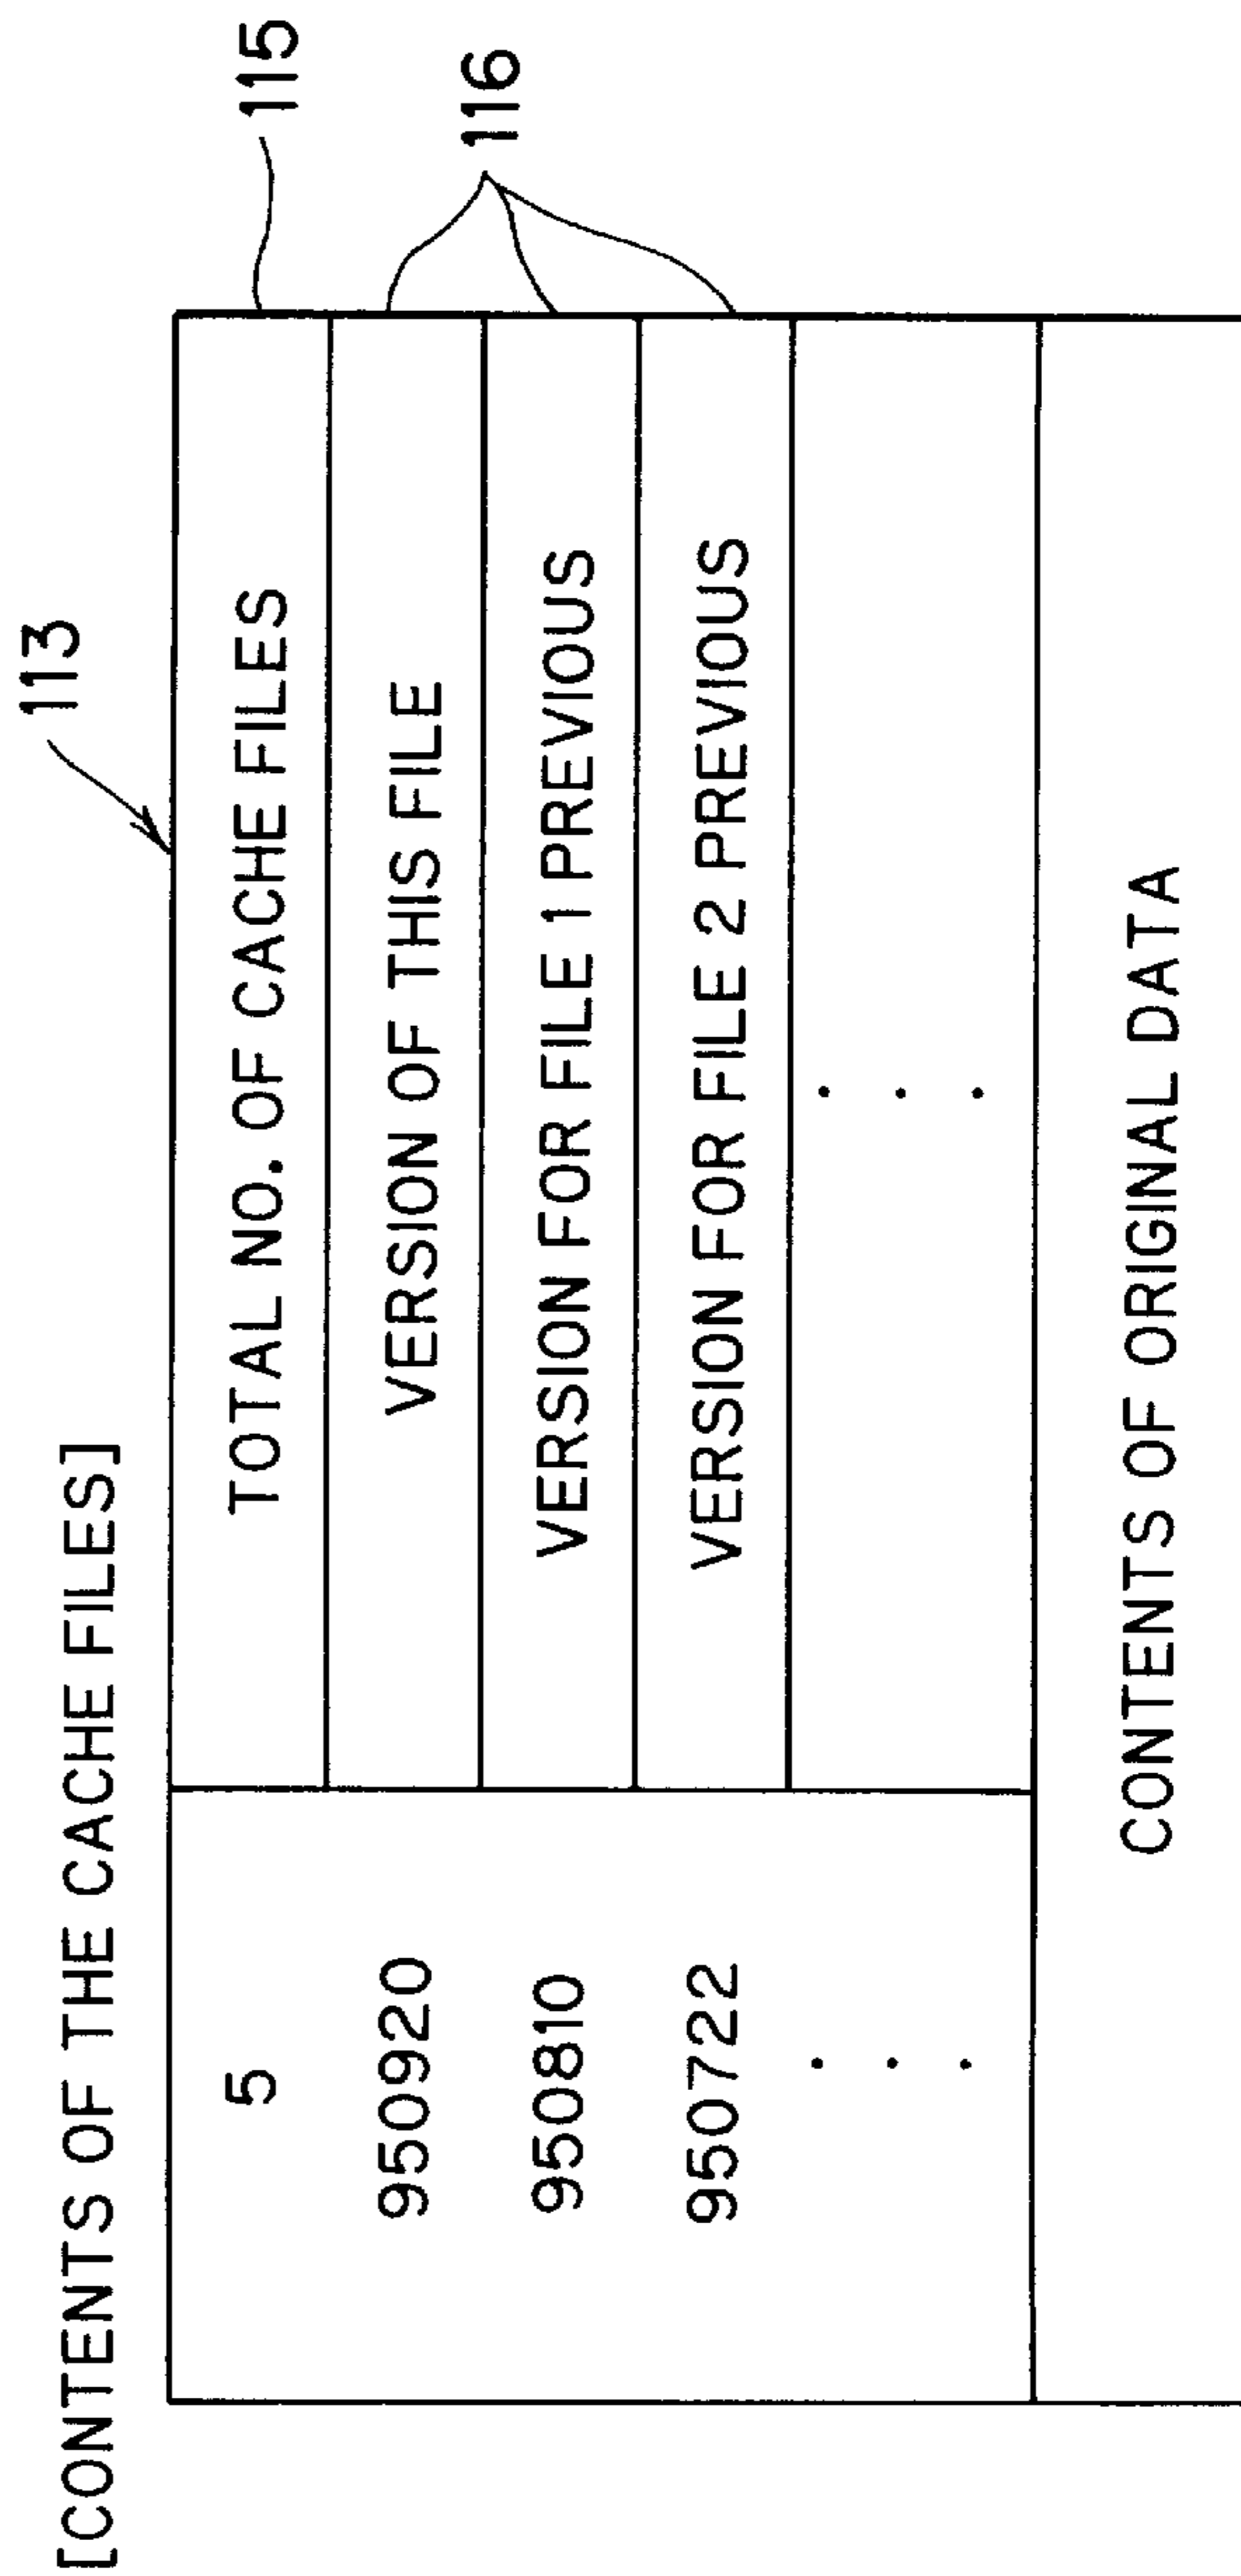 [CONTENTS OF THE CACHE FILES]
113
5 TOTAL NO. OF CACHE FILES 115
950920 VERSION OF THIS FILE
116
950810 VERSION FOR FILE 1 PREVIOUS
950722 VERSION FOR FILE 2 PREVIOUS
CONTENTS OF ORIGINAL DATA